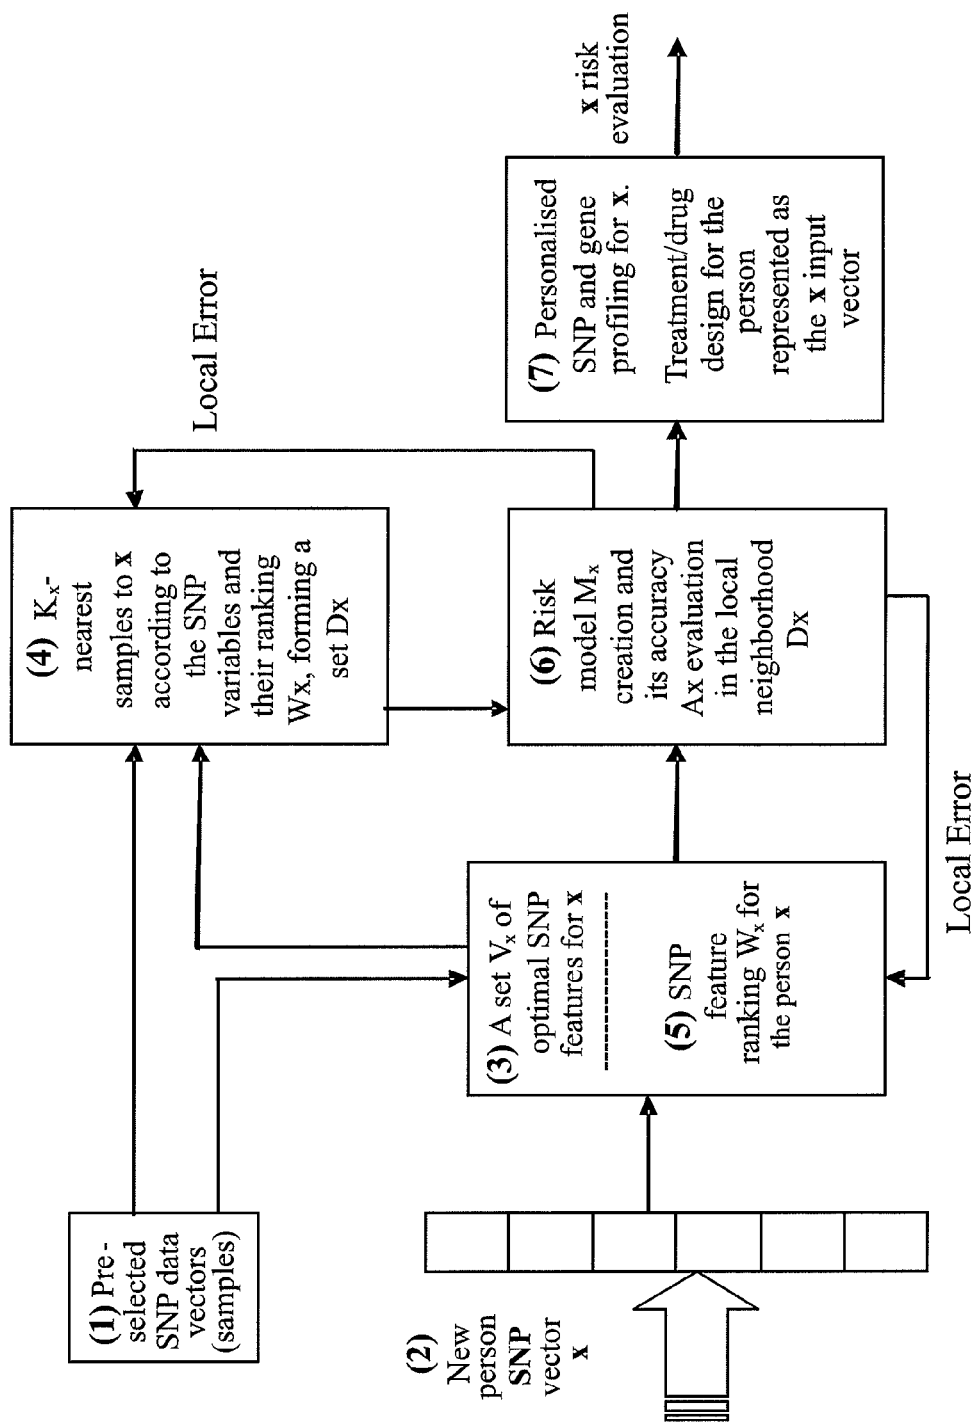 (1) Pre-
selected
SNP data
vectors
(samples)
(2)
New
person
SNP
vector
x
(3) A set Vx of
optimal SNP
features for x
(5) SNP
feature
ranking Wx for
the person x
(4) Kx-
nearest
samples to x
according to
the SNP
variables and
their ranking
Wx, forming a
set Dx
(6) Risk
model Mx
creation and
its accuracy
Ax evaluation
in the local
neighborhood
Dx
Local Error
Local Error
(7) Personalised
SNP and gene
profiling for x.
Treatment/drug
design for the
person
represented as
the x input
vector
x risk
evaluation